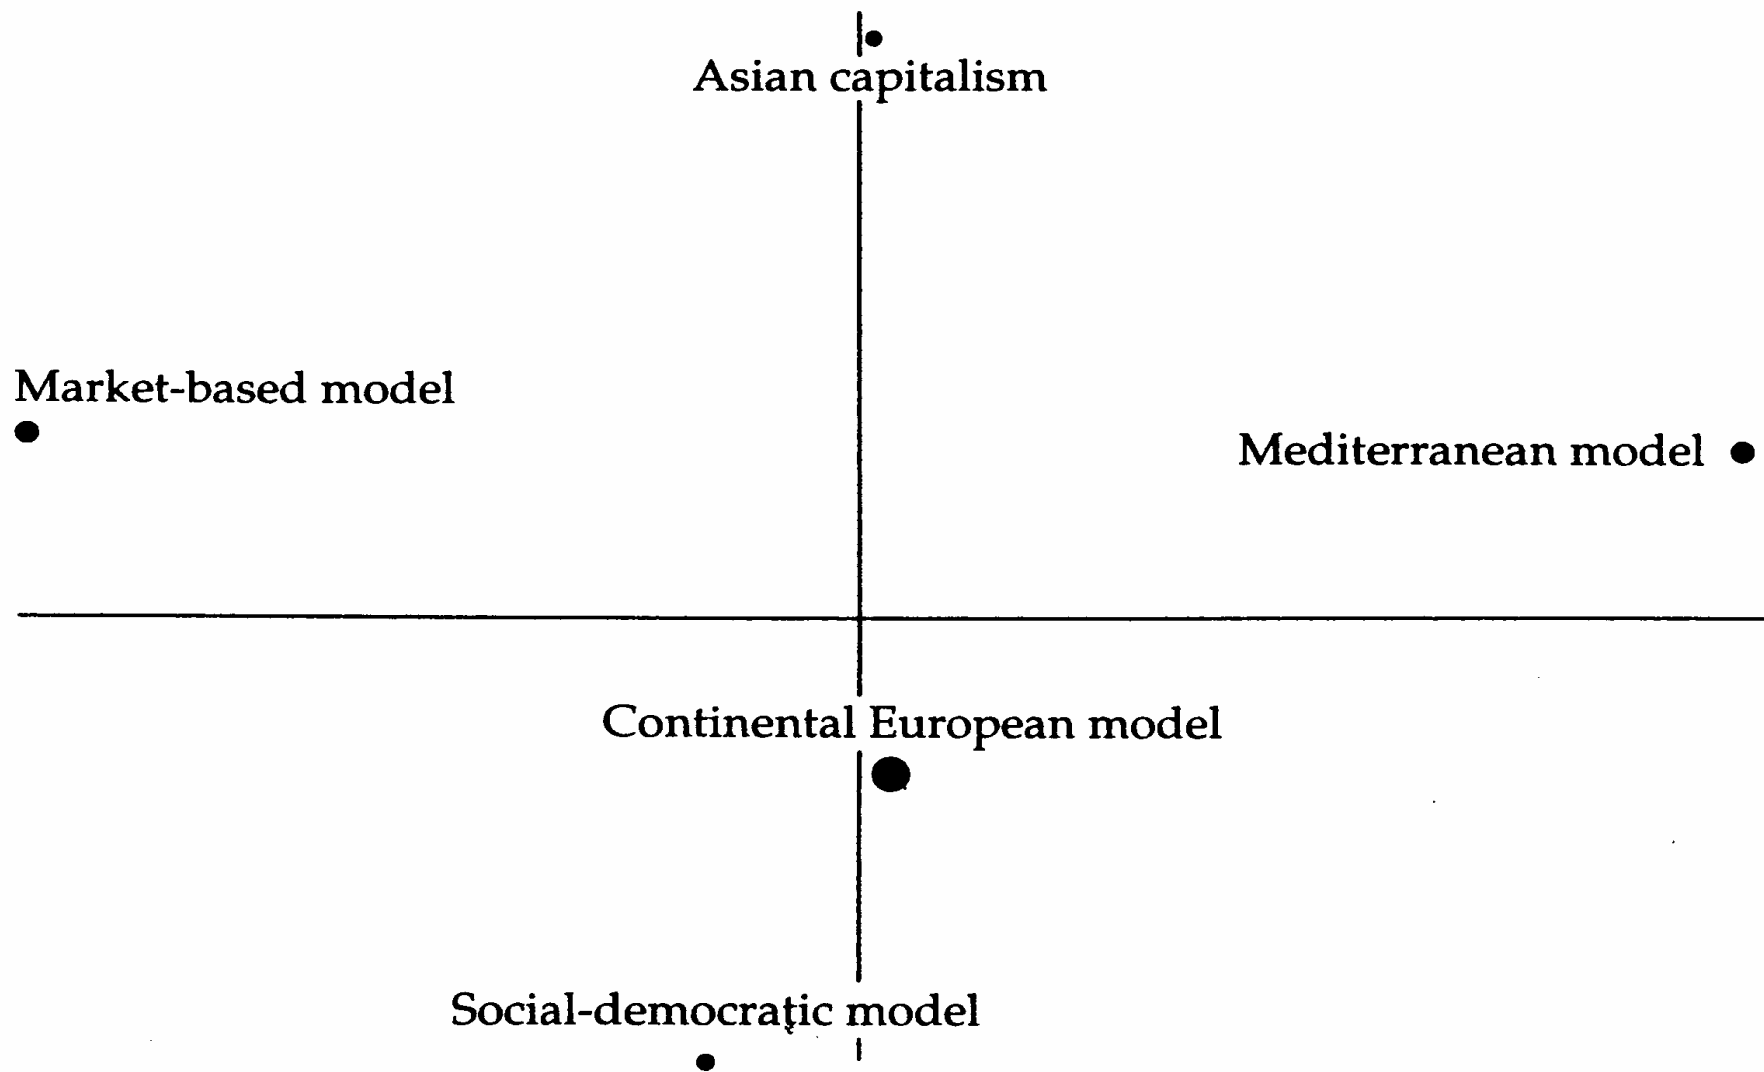 Asian capitalism
Market-based model
Mediterranean model
Continental European model
Social-democratic model